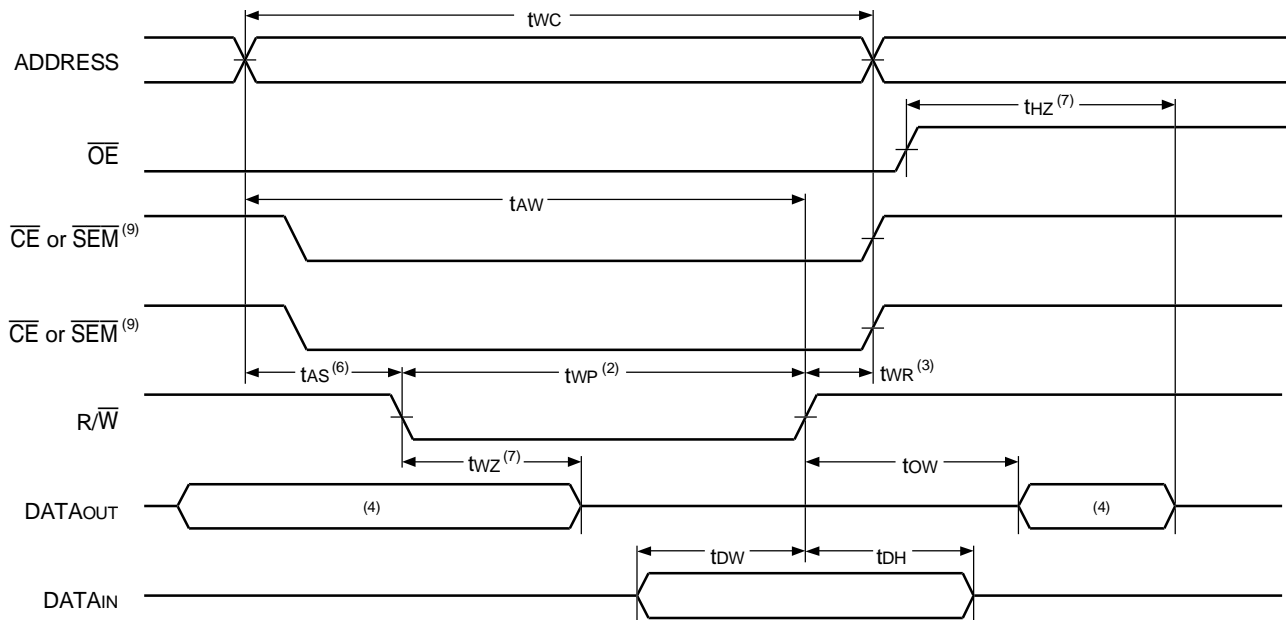 tWC
ADDRESS
tHZ (7)
OE
tAW
CE or SEM (9)
CE or SEM (9)
tAS (6)
tWP (2)
tWR (3)
R/W
tWZ (7)
tOW
DATAOUT
(4)
(4)
tDW
tDH
DATAIN